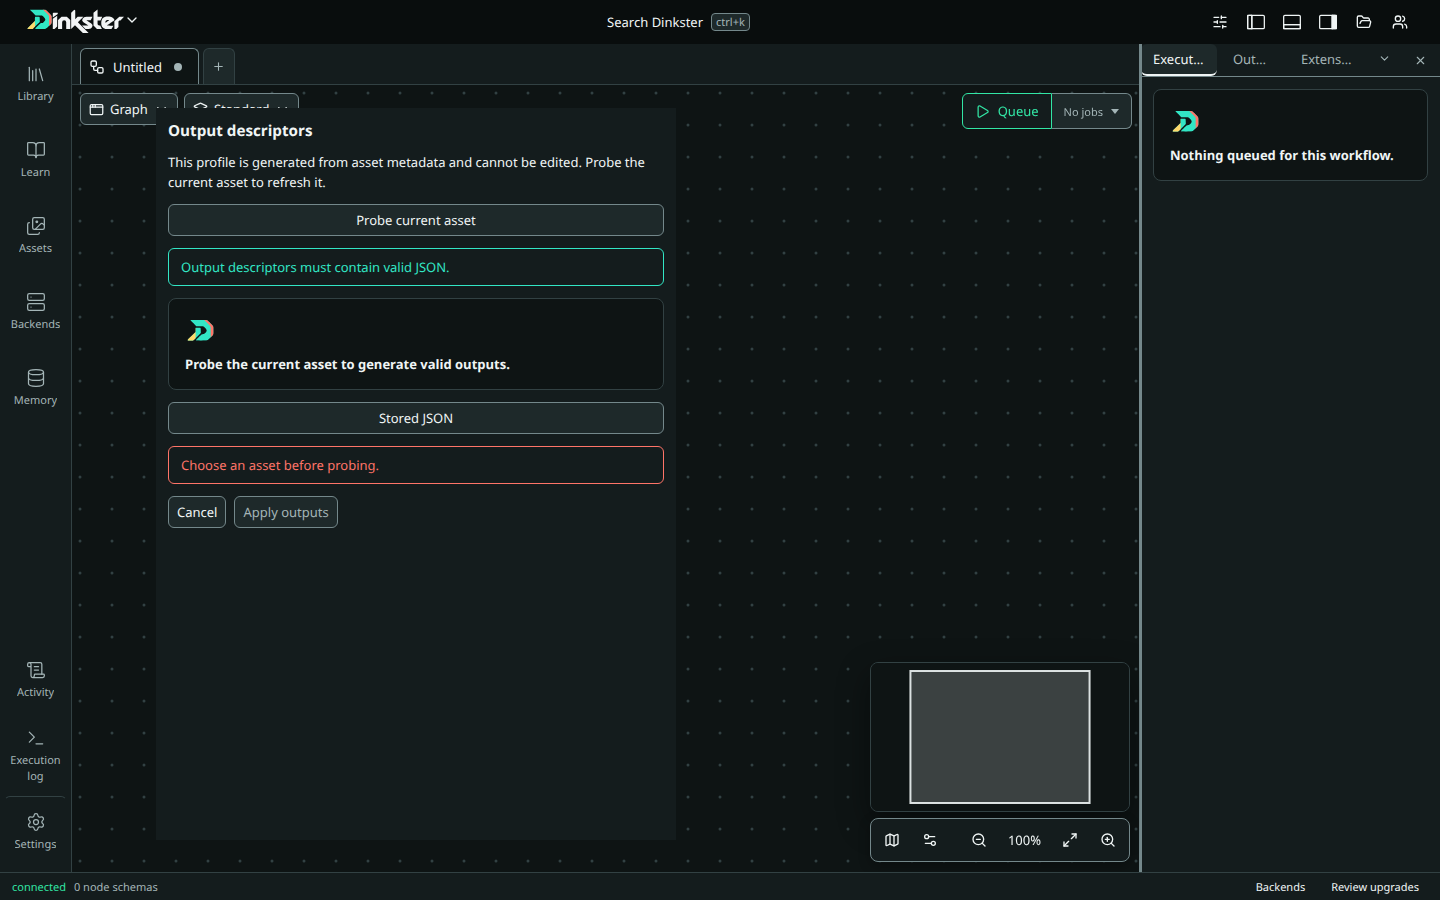 Dinkster
Search Dinkster ctrl+k
Library
Learn
Assets
Backends
Memory
Activity
Execution
log
Settings
Untitled
+
Graph
Standard
Queue
No jobs
Output descriptors
This profile is generated from asset metadata and cannot be edited. Probe the
current asset to refresh it.
Probe current asset
Output descriptors must contain valid JSON.
Probe the current asset to generate valid outputs.
Stored JSON
Choose an asset before probing.
Cancel
Apply outputs
100%
Execut...
Out...
Extens...
Nothing queued for this workflow.
connected
0 node schemas
Backends
Review upgrades